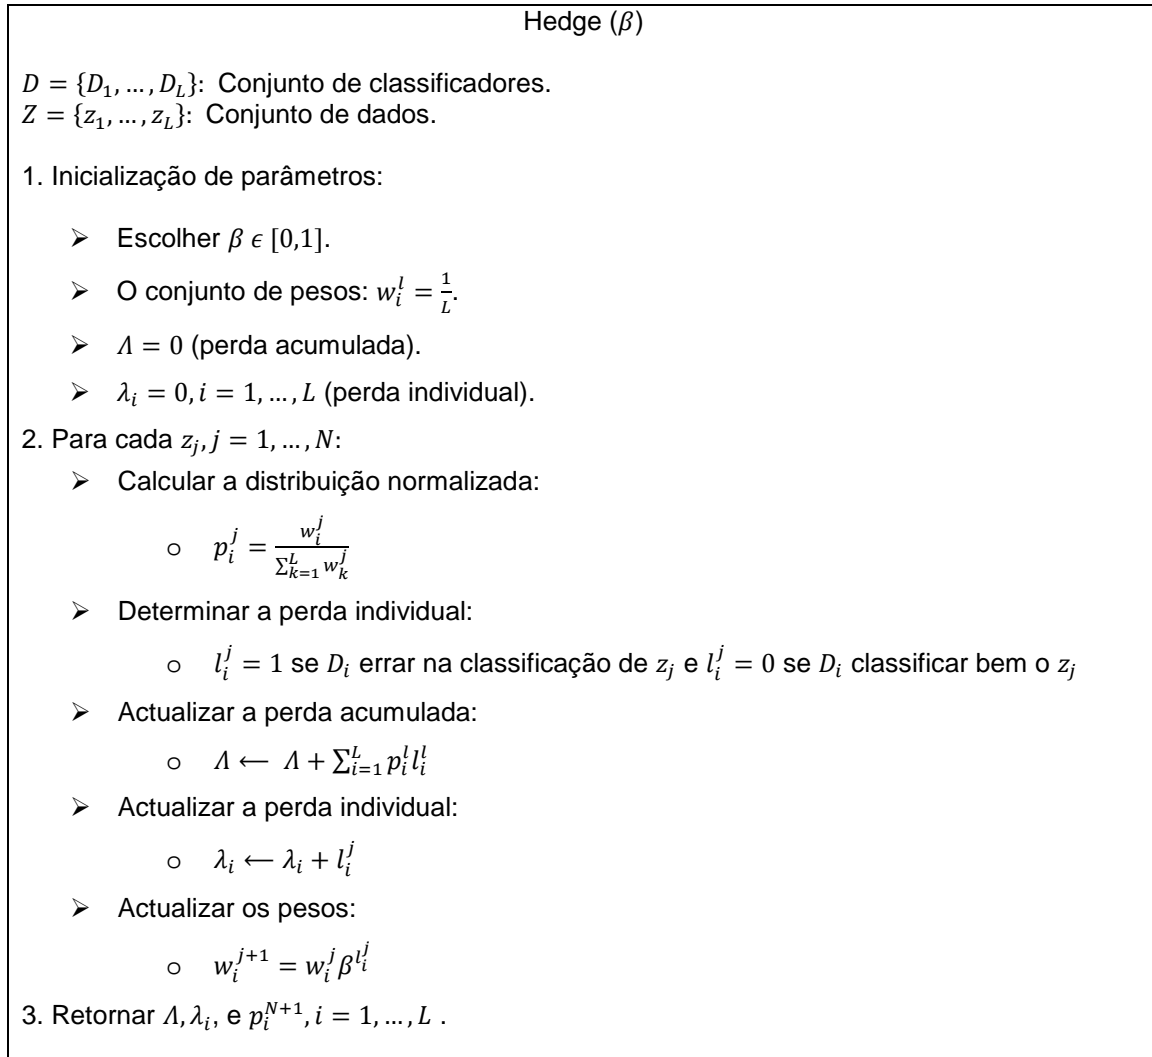 Hedge (𝛽)
𝐷 = {𝐷₁, … , 𝐷_L}: Conjunto de classificadores.
𝑍 = {𝑧₁, … , 𝑧_L}: Conjunto de dados.
1. Inicialização de parâmetros:
➢ Escolher 𝛽 𝜖 [0,1].
➢ O conjunto de pesos: w_i^l = 1/L.
➢ Λ = 0 (perda acumulada).
➢ λ_i = 0, i = 1, … , L (perda individual).
2. Para cada z_j, j = 1, … , N:
➢ Calcular a distribuição normalizada:
o p_i^j = w_i^j / ∑_{k=1}^L w_k^j
➢ Determinar a perda individual:
o l_i^j = 1 se D_i errar na classificação de z_j e l_i^j = 0 se D_i classificar bem o z_j
➢ Actualizar a perda acumulada:
o Λ ← Λ + ∑_{i=1}^L p_i^l l_i^l
➢ Actualizar a perda individual:
o λ_i ← λ_i + l_i^j
➢ Actualizar os pesos:
o w_i^{j+1} = w_i^j β^{l_i^j}
3. Retornar Λ, λ_i, e p_i^{N+1}, i = 1, … , L .